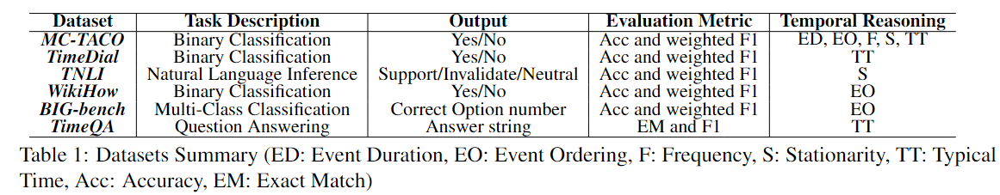 Dataset Task Description Output Evaluation Metric Temporal Reasoning
MC-TACO Binary Classification Yes/No Acc and weighted F1 ED, EO, F, S, TT
TimeDial Binary Classification Yes/No Acc and weighted F1 TT
TNLI Natural Language Inference Support/Invalidate/Neutral Acc and weighted F1 S
WikiHow Binary Classification Yes/No Acc and weighted F1 EO
BIG-bench Multi-Class Classification Correct Option number Acc and weighted F1 EO
TimeQA Question Answering Answer string EM and F1 TT
Table 1: Datasets Summary (ED: Event Duration, EO: Event Ordering, F: Frequency, S: Stationarity, TT: Typical
Time, Acc: Accuracy, EM: Exact Match)